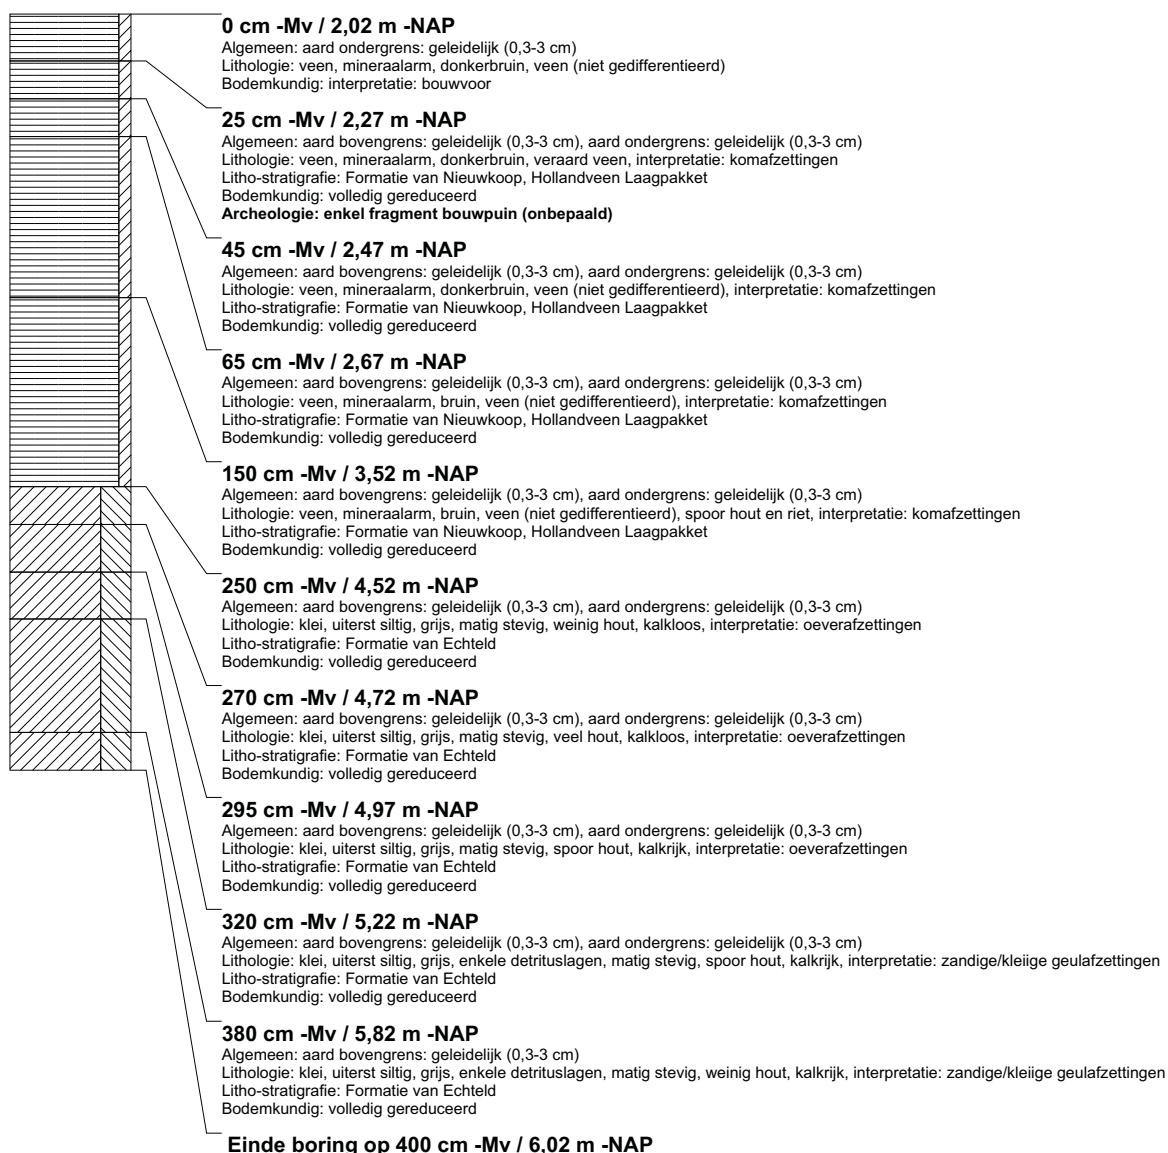 0 cm -Mv / 2,02 m -NAP
Algemeen: aard ondergrens: geleidelijk (0,3-3 cm)
Lithologie: veen, mineraalarm, donkerbruin, veen (niet gedifferentieerd)
Bodemkundig: interpretatie: bouwvoor
25 cm -Mv / 2,27 m -NAP
Algemeen: aard bovengrens: geleidelijk (0,3-3 cm), aard ondergrens: geleidelijk (0,3-3 cm)
Lithologie: veen, mineraalarm, donkerbruin, veraard veen, interpretatie: komafzettingen
Litho-stratigrafie: Formatie van Nieuwkoop, Hollandveen Laagpakket
Bodemkundig: volledig gereduceerd
Archeologie: enkel fragment bouwpuin (onbepaald)
45 cm -Mv / 2,47 m -NAP
Algemeen: aard bovengrens: geleidelijk (0,3-3 cm), aard ondergrens: geleidelijk (0,3-3 cm)
Lithologie: veen, mineraalarm, donkerbruin, veen (niet gedifferentieerd), interpretatie: komafzettingen
Litho-stratigrafie: Formatie van Nieuwkoop, Hollandveen Laagpakket
Bodemkundig: volledig gereduceerd
65 cm -Mv / 2,67 m -NAP
Algemeen: aard bovengrens: geleidelijk (0,3-3 cm), aard ondergrens: geleidelijk (0,3-3 cm)
Lithologie: veen, mineraalarm, bruin, veen (niet gedifferentieerd), interpretatie: komafzettingen
Litho-stratigrafie: Formatie van Nieuwkoop, Hollandveen Laagpakket
Bodemkundig: volledig gereduceerd
150 cm -Mv / 3,52 m -NAP
Algemeen: aard bovengrens: geleidelijk (0,3-3 cm), aard ondergrens: geleidelijk (0,3-3 cm)
Lithologie: veen, mineraalarm, bruin, veen (niet gedifferentieerd), spoor hout en riet, interpretatie: komafzettingen
Litho-stratigrafie: Formatie van Nieuwkoop, Hollandveen Laagpakket
Bodemkundig: volledig gereduceerd
250 cm -Mv / 4,52 m -NAP
Algemeen: aard bovengrens: geleidelijk (0,3-3 cm), aard ondergrens: geleidelijk (0,3-3 cm)
Lithologie: klei, uiterst siltig, grijs, matig stevig, weinig hout, kalkloos, interpretatie: oeverafzettingen
Litho-stratigrafie: Formatie van Echteld
Bodemkundig: volledig gereduceerd
270 cm -Mv / 4,72 m -NAP
Algemeen: aard bovengrens: geleidelijk (0,3-3 cm), aard ondergrens: geleidelijk (0,3-3 cm)
Lithologie: klei, uiterst siltig, grijs, matig stevig, veel hout, kalkloos, interpretatie: oeverafzettingen
Litho-stratigrafie: Formatie van Echteld
Bodemkundig: volledig gereduceerd
295 cm -Mv / 4,97 m -NAP
Algemeen: aard bovengrens: geleidelijk (0,3-3 cm), aard ondergrens: geleidelijk (0,3-3 cm)
Lithologie: klei, uiterst siltig, grijs, matig stevig, spoor hout, kalkrijk, interpretatie: oeverafzettingen
Litho-stratigrafie: Formatie van Echteld
Bodemkundig: volledig gereduceerd
320 cm -Mv / 5,22 m -NAP
Algemeen: aard bovengrens: geleidelijk (0,3-3 cm), aard ondergrens: geleidelijk (0,3-3 cm)
Lithologie: klei, uiterst siltig, grijs, enkele detrituslagen, matig stevig, spoor hout, kalkrijk, interpretatie: zandige/kleiige geulafzettingen
Litho-stratigrafie: Formatie van Echteld
Bodemkundig: volledig gereduceerd
380 cm -Mv / 5,82 m -NAP
Algemeen: aard bovengrens: geleidelijk (0,3-3 cm)
Lithologie: klei, uiterst siltig, grijs, enkele detrituslagen, matig stevig, weinig hout, kalkrijk, interpretatie: zandige/kleiige geulafzettingen
Litho-stratigrafie: Formatie van Echteld
Bodemkundig: volledig gereduceerd
Einde boring op 400 cm -Mv / 6,02 m -NAP